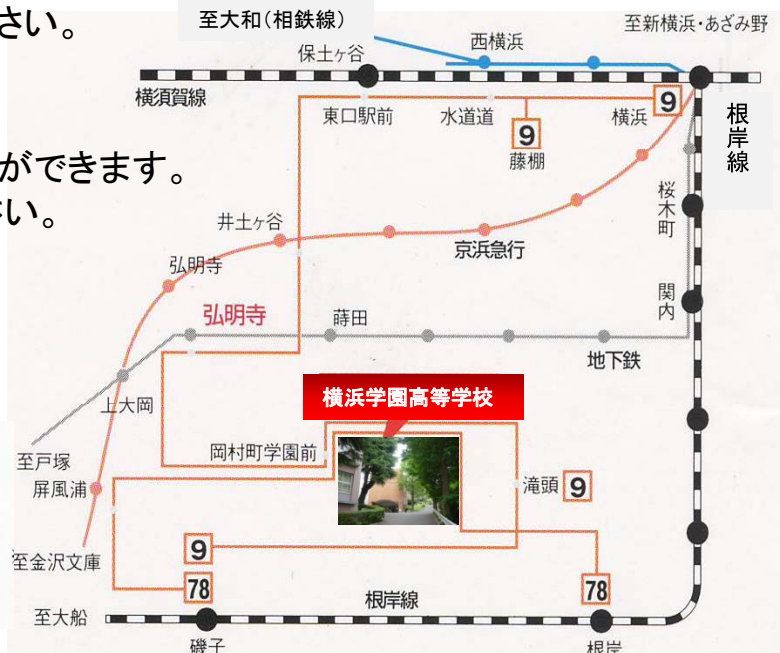 さい。
至大和(相鉄線)
至新横浜・あざみ野
保土ヶ谷
西横浜
横須賀線
9
根岸線
東口駅前
水道道
横浜
9
藤棚
ができます。
さい。
桜木町
井土ヶ谷
京浜急行
弘明寺
関内
弘明寺
蒔田
地下鉄
横浜学園高等学校
上大岡
岡村町学園前
至戸塚
屏風浦
滝頭 9
至金沢文庫
9
78
78
至大船
根岸線
磯子
根岸